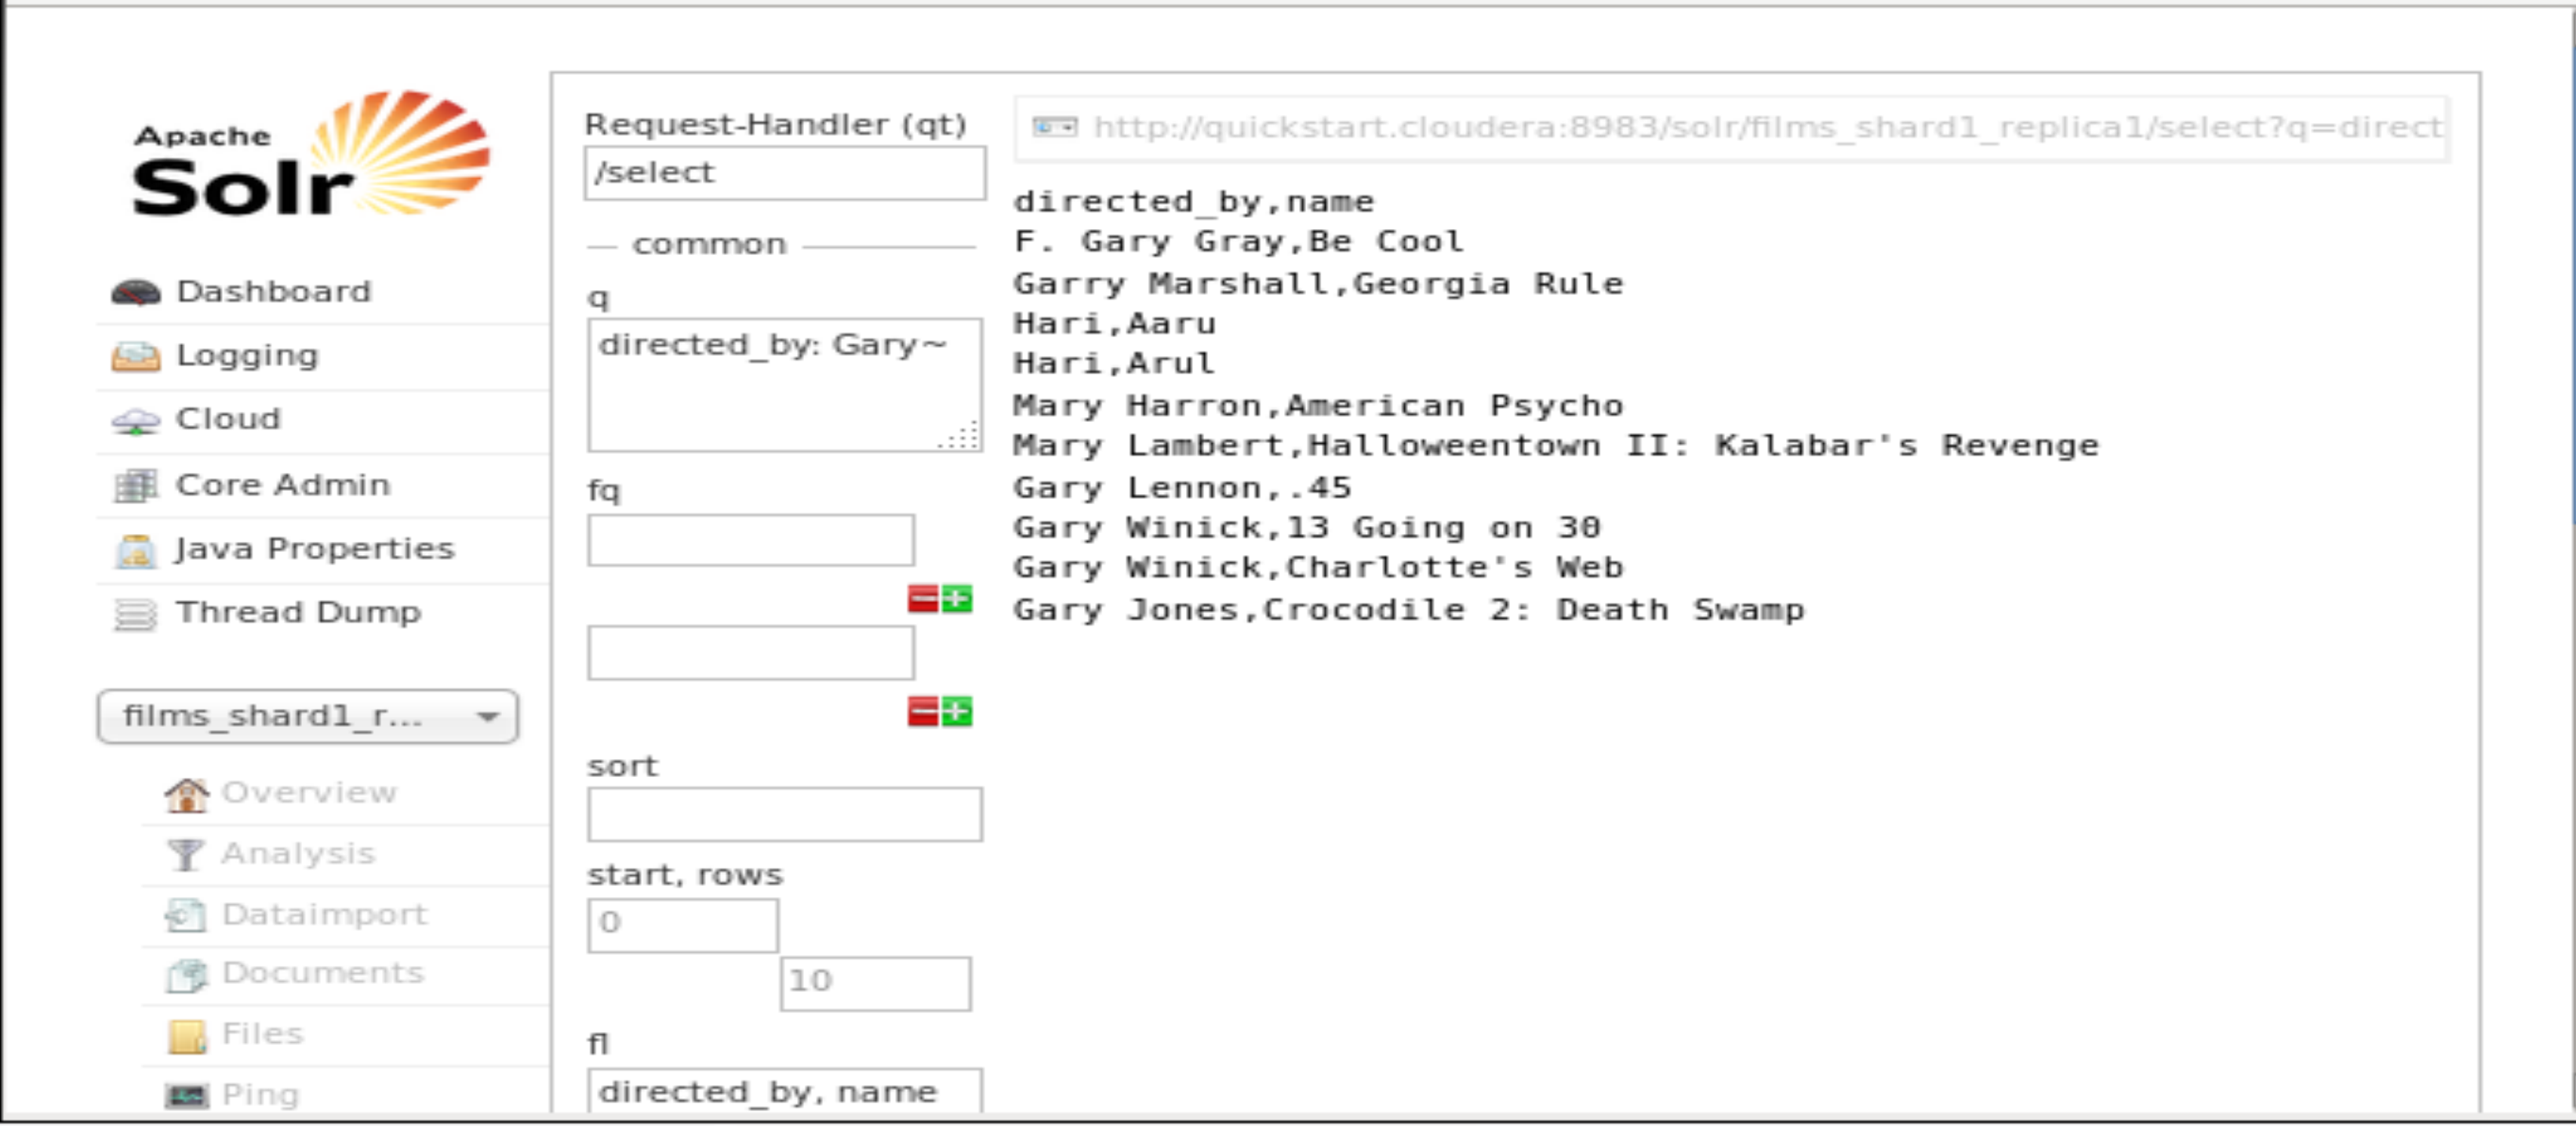 Apache
Solr
Dashboard
Logging
Cloud
Core Admin
Java Properties
Thread Dump
films_shard1_r...
Overview
Analysis
Dataimport
Documents
Files
Ping
Request-Handler (qt)
/select
common
q
directed_by: Gary~
fq
sort
start, rows
0
10
fl
directed_by, name
http://quickstart.cloudera:8983/solr/films_shard1_replica1/select?q=direct
directed_by,name
F. Gary Gray,Be Cool
Garry Marshall,Georgia Rule
Hari,Aaru
Hari,Arul
Mary Harron,American Psycho
Mary Lambert,Halloweentown II: Kalabar's Revenge
Gary Lennon,.45
Gary Winick,13 Going on 30
Gary Winick,Charlotte's Web
Gary Jones,Crocodile 2: Death Swamp